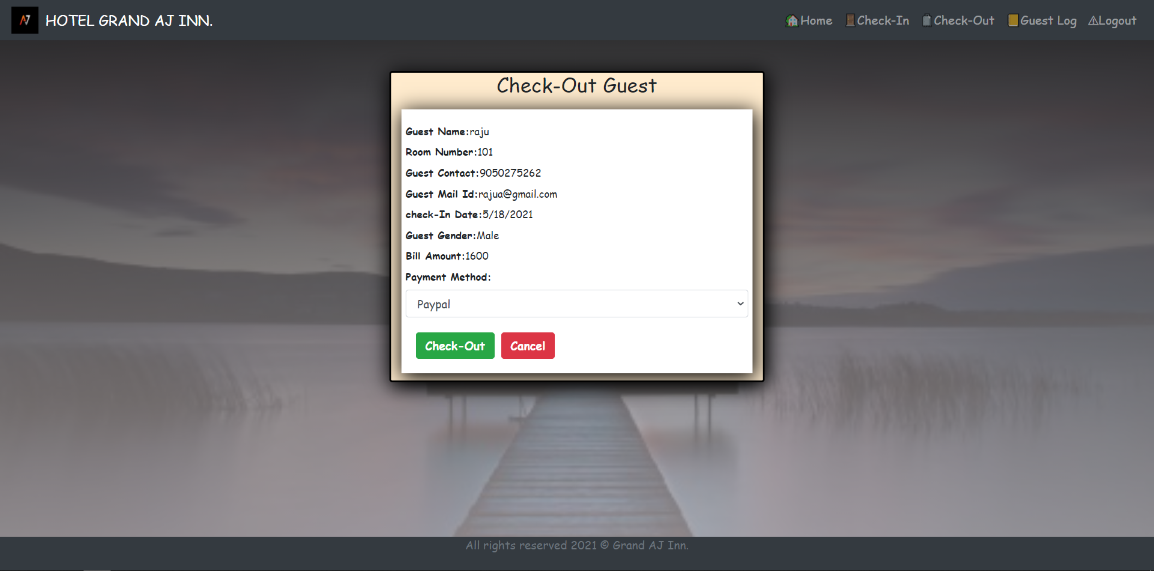 AJ HOTEL GRAND AJ INN. Home Check-In Check-Out Guest Log Logout
Check-Out Guest
Guest Name:raju
Room Number:101
Guest Contact:9050275262
Guest Mail Id:rajua@gmail.com
check-In Date:5/18/2021
Guest Gender:Male
Bill Amount:1600
Payment Method:
Paypal
Check-Out Cancel
All rights reserved 2021 © Grand AJ Inn.